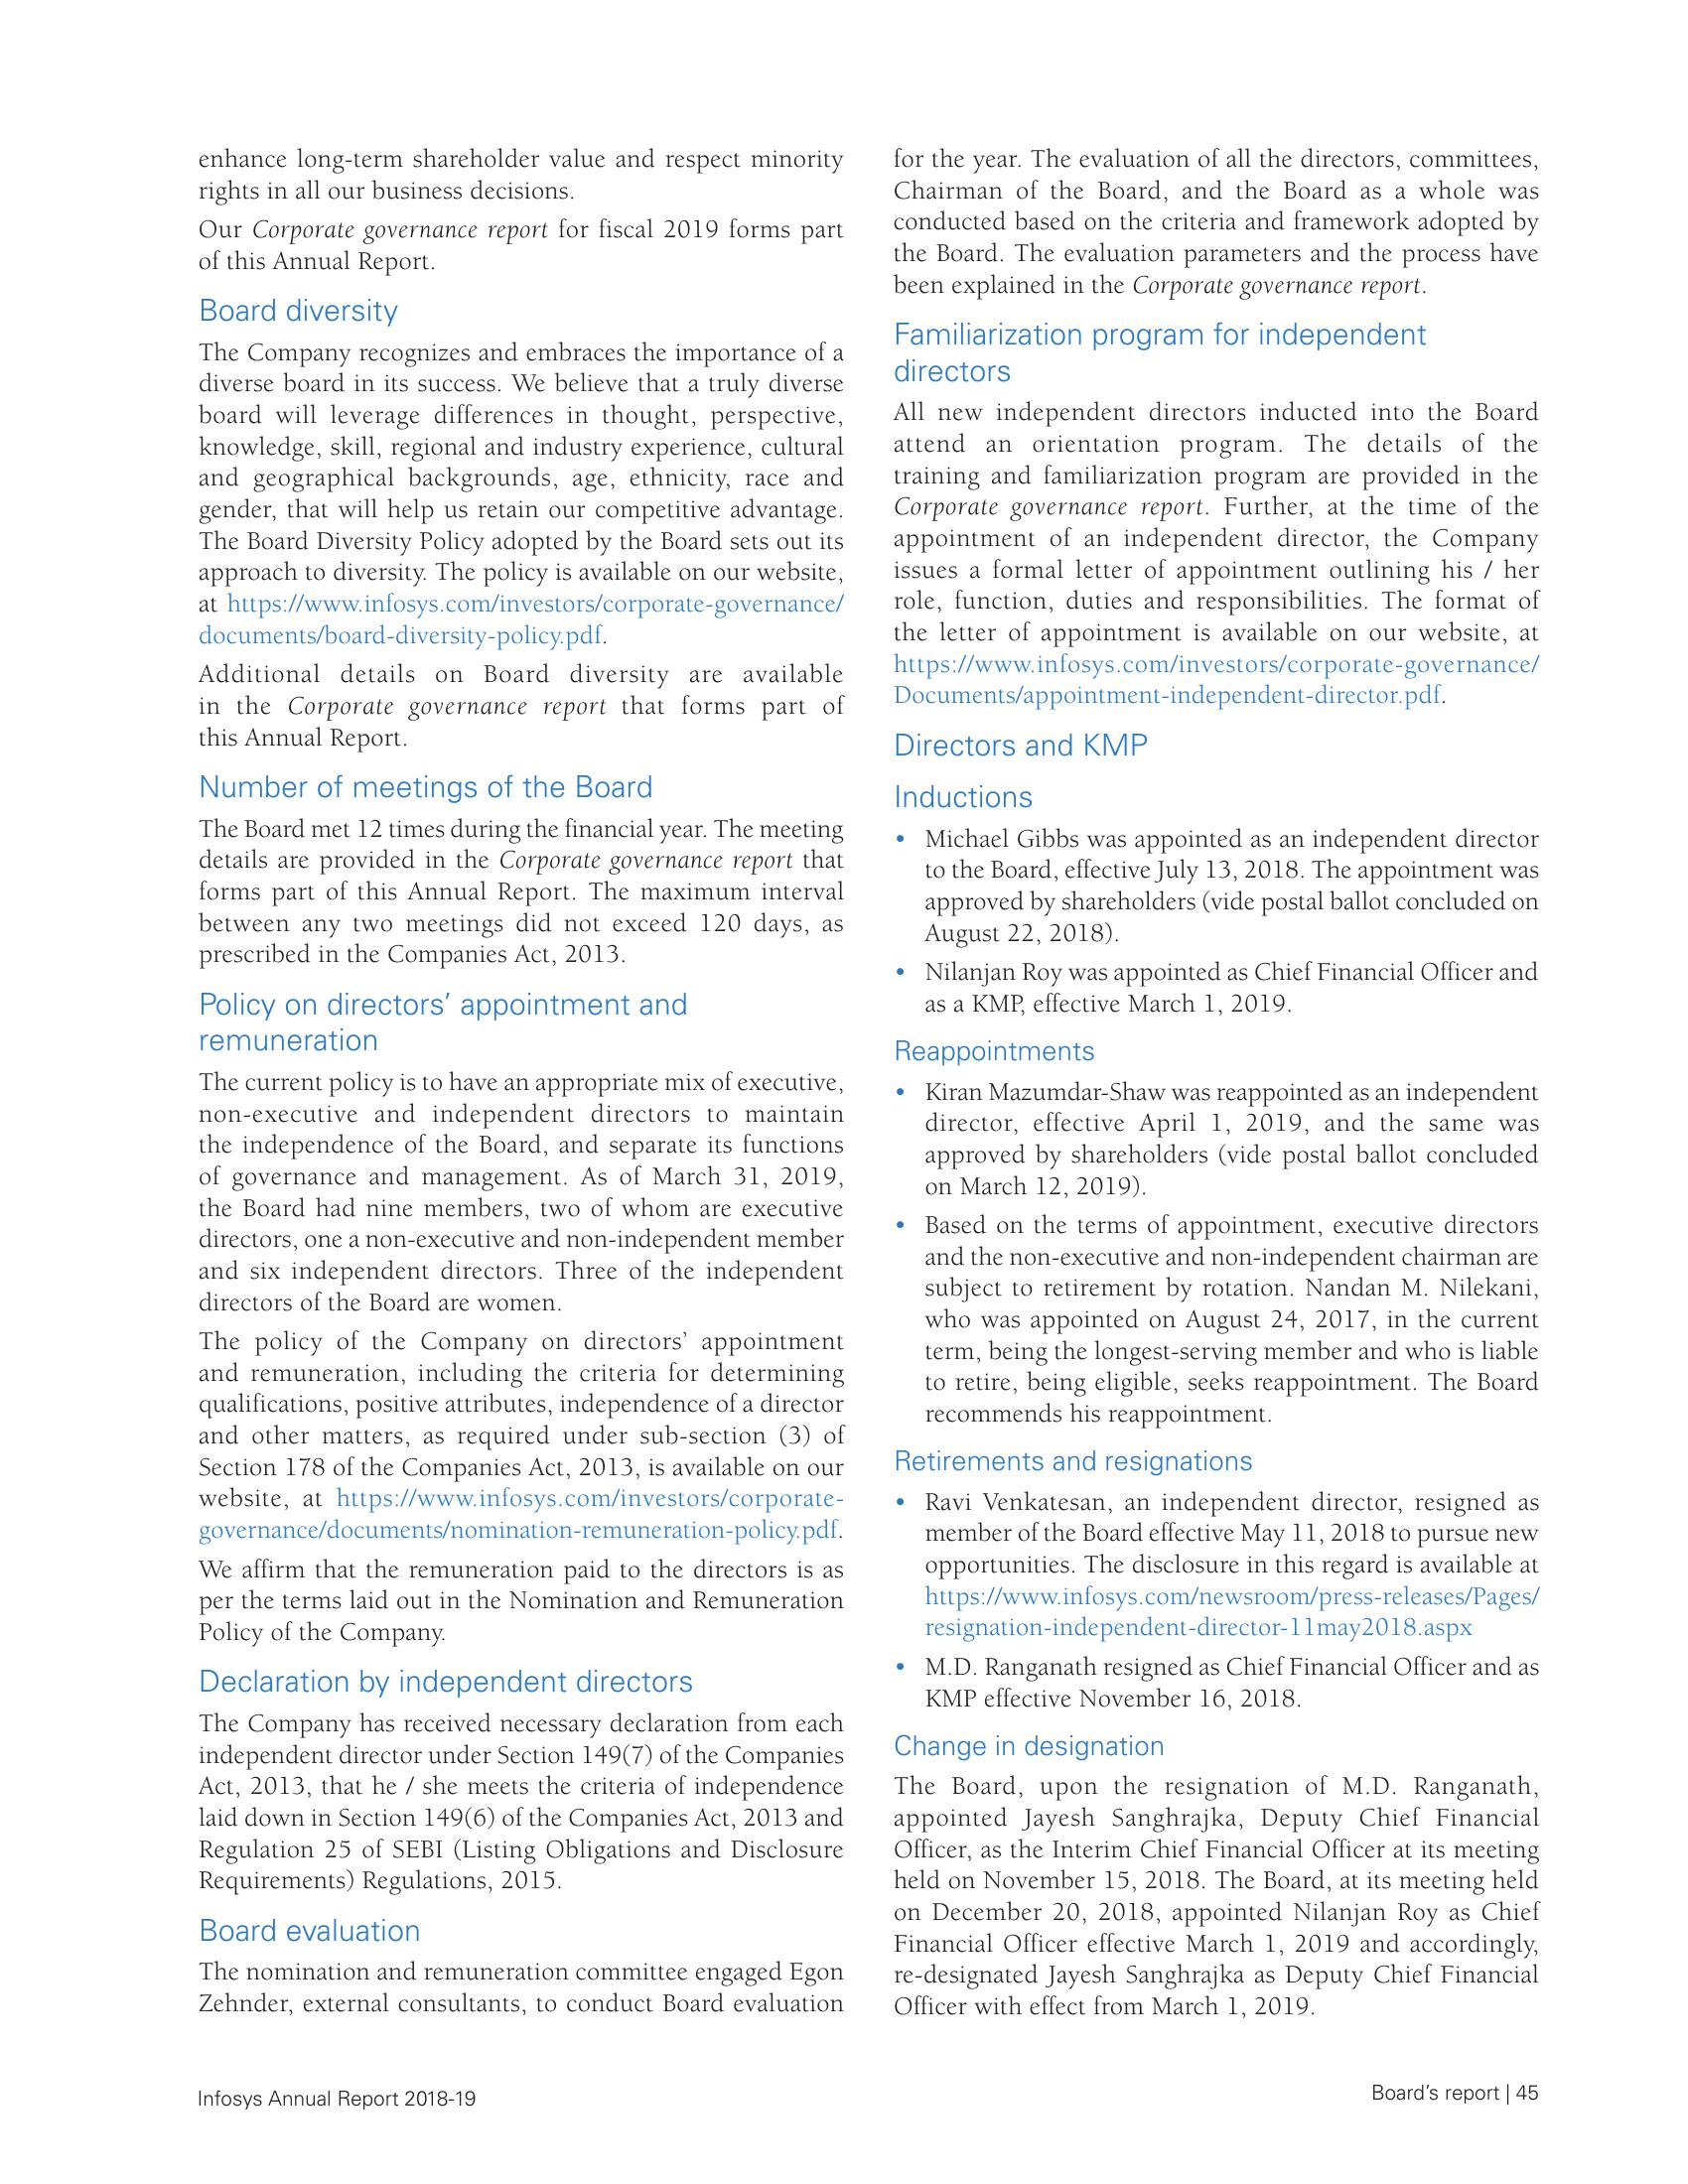 enhance long-term shareholder value and respect minority
rights in all our business decisions.
Our Corporate governance report for fiscal 2019 forms part
of this Annual Report.
Board diversity
The Company recognizes and embraces the importance of a
diverse board in its success. We believe that a truly diverse
board will leverage differences in thought, perspective,
knowledge, skill, regional and industry experience, cultural
and geographical backgrounds, age, ethnicity, race and
gender, that will help us retain our competitive advantage.
The Board Diversity Policy adopted by the Board sets out its
approach to diversity. The policy is available on our website,
at https://www.infosys.com/investors/corporate-governance/
documents/board-diversity-policy.pdf.
Additional details on Board diversity are available
in the Corporate governance report that forms part of
this Annual Report.
Number of meetings of the Board
The Board met 12 times during the financial year. The meeting
details are provided in the Corporate governance report that
forms part of this Annual Report. The maximum interval
between any two meetings did not exceed 120 days, as
prescribed in the Companies Act, 2013.
Policy on directors' appointment and
remuneration
The current policy is to have an appropriate mix of executive,
non-executive and independent directors to maintain
the independence of the Board, and separate its functions
of governance and management. As of March 31, 2019,
the Board had nine members, two of whom are executive
directors, one a non-executive and non-independent member
and six independent directors. Three of the independent
directors of the Board are women.
The policy of the Company on directors' appointment
and remuneration, including the criteria for determining
qualifications, positive attributes, independence of a director
and other matters, as required under sub-section (3) of
Section 178 of the Companies Act, 2013, is available on our
website, at https://www.infosys.com/investors/corporate-
governance/documents/nomination-remuneration-policy.pdf.
We affirm that the remuneration paid to the directors is as
per the terms laid out in the Nomination and Remuneration
Policy of the Company.
Declaration by independent directors
The Company has received necessary declaration from each
independent director under Section 149(7) of the Companies
Act, 2013, that he / she meets the criteria of independence
laid down in Section 149(6) of the Companies Act, 2013 and
Regulation 25 of SEBI (Listing Obligations and Disclosure
Requirements) Regulations, 2015.
Board evaluation
The nomination and remuneration committee engaged Egon
Zehnder, external consultants, to conduct Board evaluation
for the year. The evaluation of all the directors, committees,
Chairman of the Board, and the Board as a whole was
conducted based on the criteria and framework adopted by
the Board. The evaluation parameters and the process have
been explained in the Corporate governance report.
Familiarization program for independent
directors
All new independent directors inducted into the Board
attend an orientation program. The details of the
training and familiarization program are provided in the
Corporate governance report. Further, at the time of the
appointment of an independent director, the Company
issues a formal letter of appointment outlining his / her
role, function, duties and responsibilities. The format of
the letter of appointment is available on our website, at
https://www.infosys.com/investors/corporate-governance/
Documents/appointment-independent-director.pdf.
Directors and KMP
Inductions
• Michael Gibbs was appointed as an independent director
to the Board, effective July 13, 2018. The appointment was
approved by shareholders (vide postal ballot concluded on
August 22, 2018).
• Nilanjan Roy was appointed as Chief Financial Officer and
as a KMP, effective March 1, 2019.
Reappointments
• Kiran Mazumdar-Shaw was reappointed as an independent
director, effective April 1, 2019, and the same was
approved by shareholders (vide postal ballot concluded
on March 12, 2019).
• Based on the terms of appointment, executive directors
and the non-executive and non-independent chairman are
subject to retirement by rotation. Nandan M. Nilekani,
who was appointed on August 24, 2017, in the current
term, being the longest-serving member and who is liable
to retire, being eligible, seeks reappointment. The Board
recommends his reappointment.
Retirements and resignations
• Ravi Venkatesan, an independent director, resigned as
member of the Board effective May 11, 2018 to pursue new
opportunities. The disclosure in this regard is available at
https://www.infosys.com/newsroom/press-releases/Pages/
resignation-independent-director-11may2018.aspx
• M.D. Ranganath resigned as Chief Financial Officer and as
KMP effective November 16, 2018.
Change in designation
The Board, upon the resignation of M.D. Ranganath,
appointed Jayesh Sanghrajka, Deputy Chief Financial
Officer, as the Interim Chief Financial Officer at its meeting
held on November 15, 2018. The Board, at its meeting held
on December 20, 2018, appointed Nilanjan Roy as Chief
Financial Officer effective March 1, 2019 and accordingly,
re-designated Jayesh Sanghrajka as Deputy Chief Financial
Officer with effect from March 1, 2019.
Infosys Annual Report 2018-19
Board's report | 45